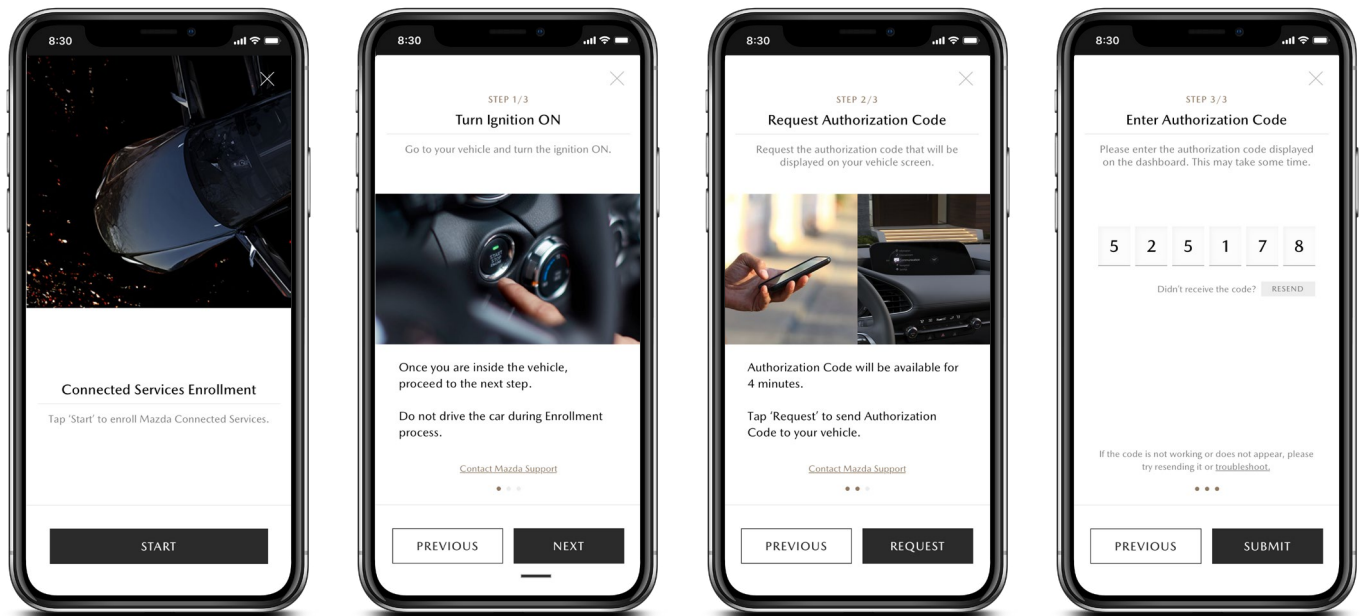 8:30
Connected Services Enrollment
Tap 'Start' to enroll Mazda Connected Services.
START
8:30
STEP 1/3
Turn Ignition ON
Go to your vehicle and turn the ignition ON.
Once you are inside the vehicle,
proceed to the next step.
Do not drive the car during Enrollment
process.
Contact Mazda Support
PREVIOUS
NEXT
8:30
STEP 2/3
Request Authorization Code
Request the authorization code that will be
displayed on your vehicle screen.
Authorization Code will be available for
4 minutes.
Tap 'Request' to send Authorization
Code to your vehicle.
Contact Mazda Support
PREVIOUS
REQUEST
8:30
STEP 3/3
Enter Authorization Code
Please enter the authorization code displayed
on the dashboard. This may take some time.
5 2 5 1 7 8
Didn't receive the code? RESEND
If the code is not working or does not appear, please
try resending it or troubleshoot.
PREVIOUS
SUBMIT